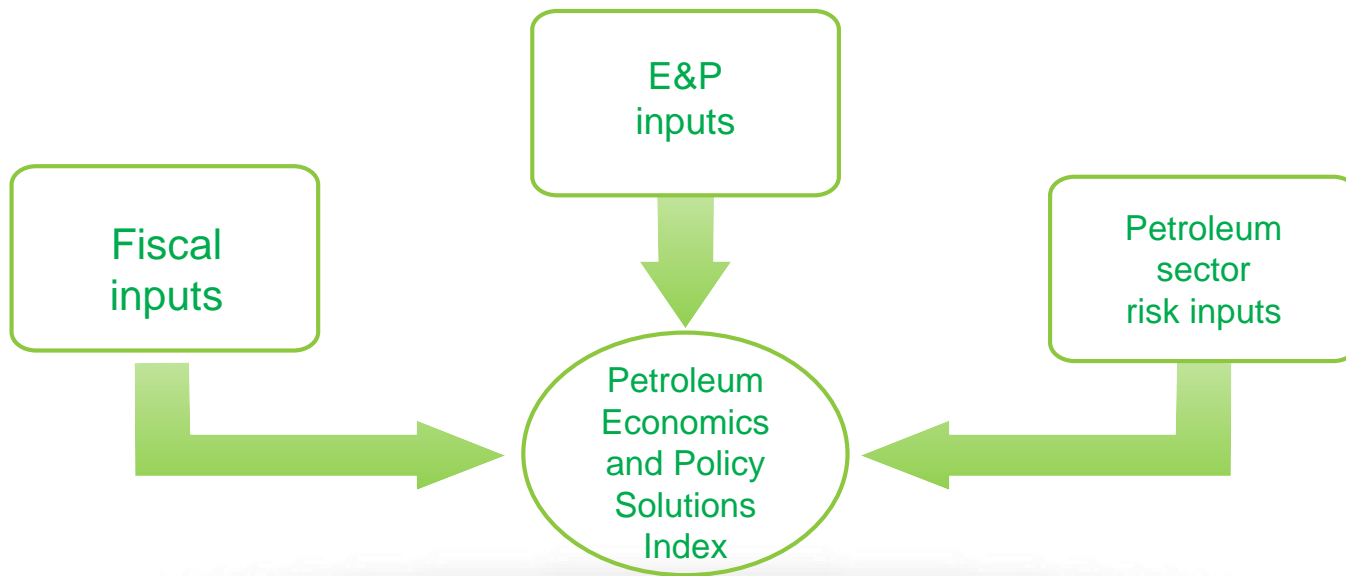 E&P
inputs
Fiscal
inputs
Petroleum
sector
risk inputs
Petroleum
Economics
and Policy
Solutions
Index